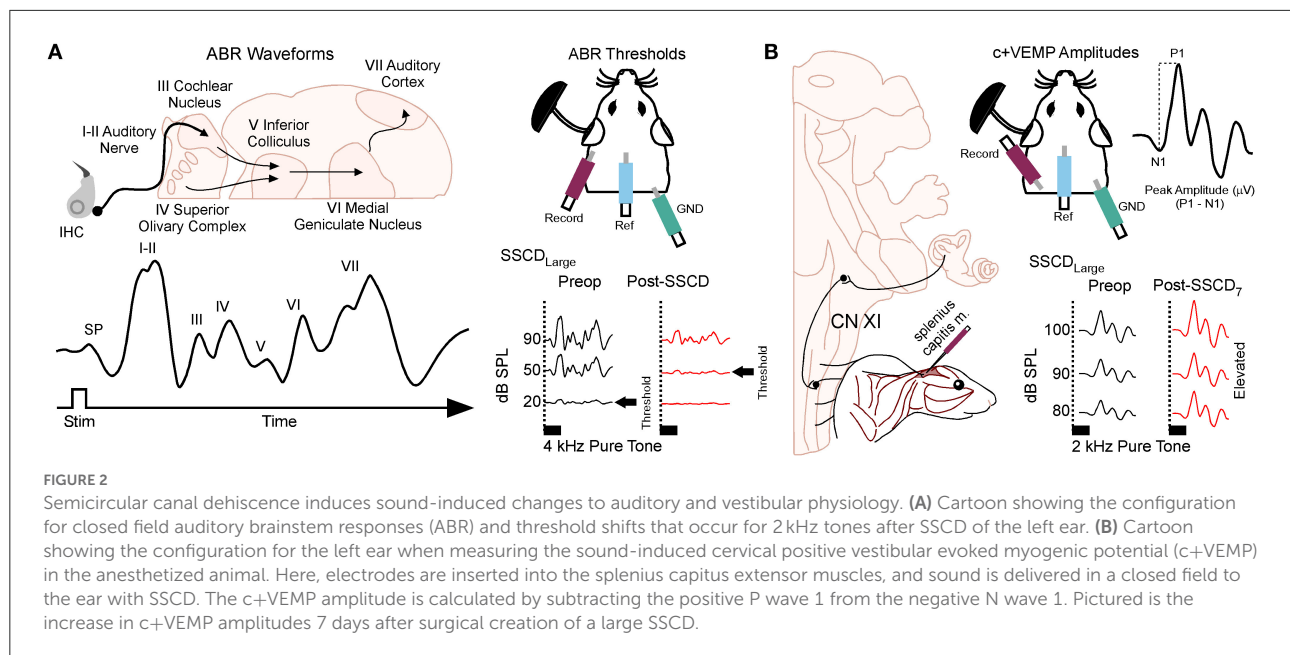 A
ABR Waveforms
VII Auditory
Cortex
III Cochlear
Nucleus
I-II Auditory
Nerve
V Inferior
Colliculus
IHC
IV Superior
Olivary Complex
VI Medial
Geniculate Nucleus
SP
I-II
III
IV
V
VI
VII
Stim
Time
ABR Thresholds
Record
Ref
GND
SSCDLarge
Preop
Post-SSCD
dB SPL
90
50
20
Threshold
Threshold
4 kHz Pure Tone
B
c+VEMP Amplitudes
Record
Ref
GND
P1
N1
Peak Amplitude (μV)
(P1 - N1)
CN XI
splenius
capitis m.
SSCDLarge
Preop
Post-SSCD7
dB SPL
100
90
80
Elevated
2 kHz Pure Tone
FIGURE 2
Semicircular canal dehiscence induces sound-induced changes to auditory and vestibular physiology. (A) Cartoon showing the configuration
for closed field auditory brainstem responses (ABR) and threshold shifts that occur for 2 kHz tones after SSCD of the left ear. (B) Cartoon
showing the configuration for the left ear when measuring the sound-induced cervical positive vestibular evoked myogenic potential (c+VEMP)
in the anesthetized animal. Here, electrodes are inserted into the splenius capitus extensor muscles, and sound is delivered in a closed field to
the ear with SSCD. The c+VEMP amplitude is calculated by subtracting the positive P wave 1 from the negative N wave 1. Pictured is the
increase in c+VEMP amplitudes 7 days after surgical creation of a large SSCD.